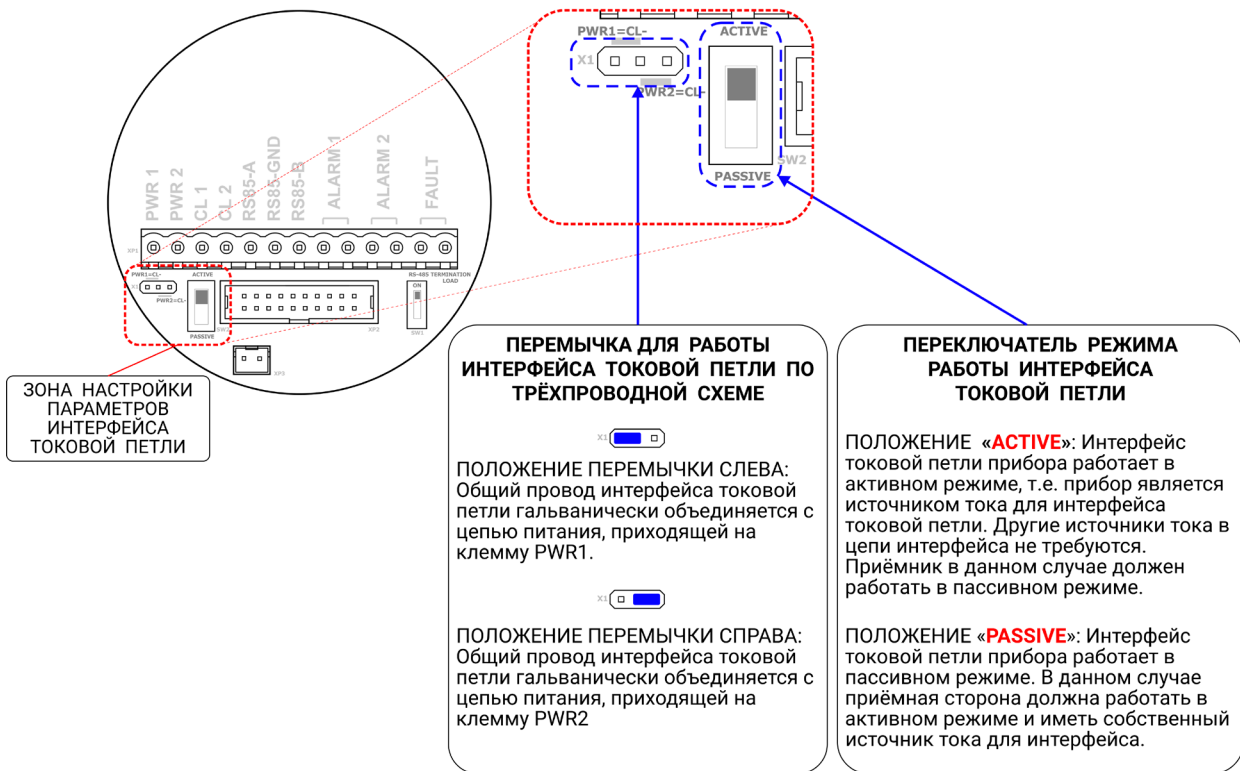 PWR1=CL-
ACTIVE
X1
PWR2=CL-
SW2
PASSIVE
PWR 1
PWR 2
CL 1
CL 2
RS85-A
RS85-GND
RS85-B
ALARM 1
ALARM 2
FAULT
XP1
PWR1=CL-
ACTIVE
RS-485 TERMINATION
LOAD
X1
ON
PWR2=CL-
SW2
XP2
SW1
PASSIVE
XP3
ЗОНА НАСТРОЙКИ
ПАРАМЕТРОВ
ИНТЕРФЕЙСА
ТОКОВОЙ ПЕТЛИ
ПЕРЕМЫЧКА ДЛЯ РАБОТЫ
ИНТЕРФЕЙСА ТОКОВОЙ ПЕТЛИ ПО
ТРЁХПРОВОДНОЙ СХЕМЕ
X1
ПОЛОЖЕНИЕ ПЕРЕМЫЧКИ СЛЕВА:
Общий провод интерфейса токовой
петли гальванически объединяется с
цепью питания, приходящей на
клемму PWR1.
X1
ПОЛОЖЕНИЕ ПЕРЕМЫЧКИ СПРАВА:
Общий провод интерфейса токовой
петли гальванически объединяется с
цепью питания, приходящей на
клемму PWR2
ПЕРЕКЛЮЧАТЕЛЬ РЕЖИМА
РАБОТЫ ИНТЕРФЕЙСА
ТОКОВОЙ ПЕТЛИ
ПОЛОЖЕНИЕ «ACTIVE»: Интерфейс
токовой петли прибора работает в
активном режиме, т.е. прибор является
источником тока для интерфейса
токовой петли. Другие источники тока в
цепи интерфейса не требуются.
Приёмник в данном случае должен
работать в пассивном режиме.
ПОЛОЖЕНИЕ «PASSIVE»: Интерфейс
токовой петли прибора работает в
пассивном режиме. В данном случае
приёмная сторона должна работать в
активном режиме и иметь собственный
источник тока для интерфейса.